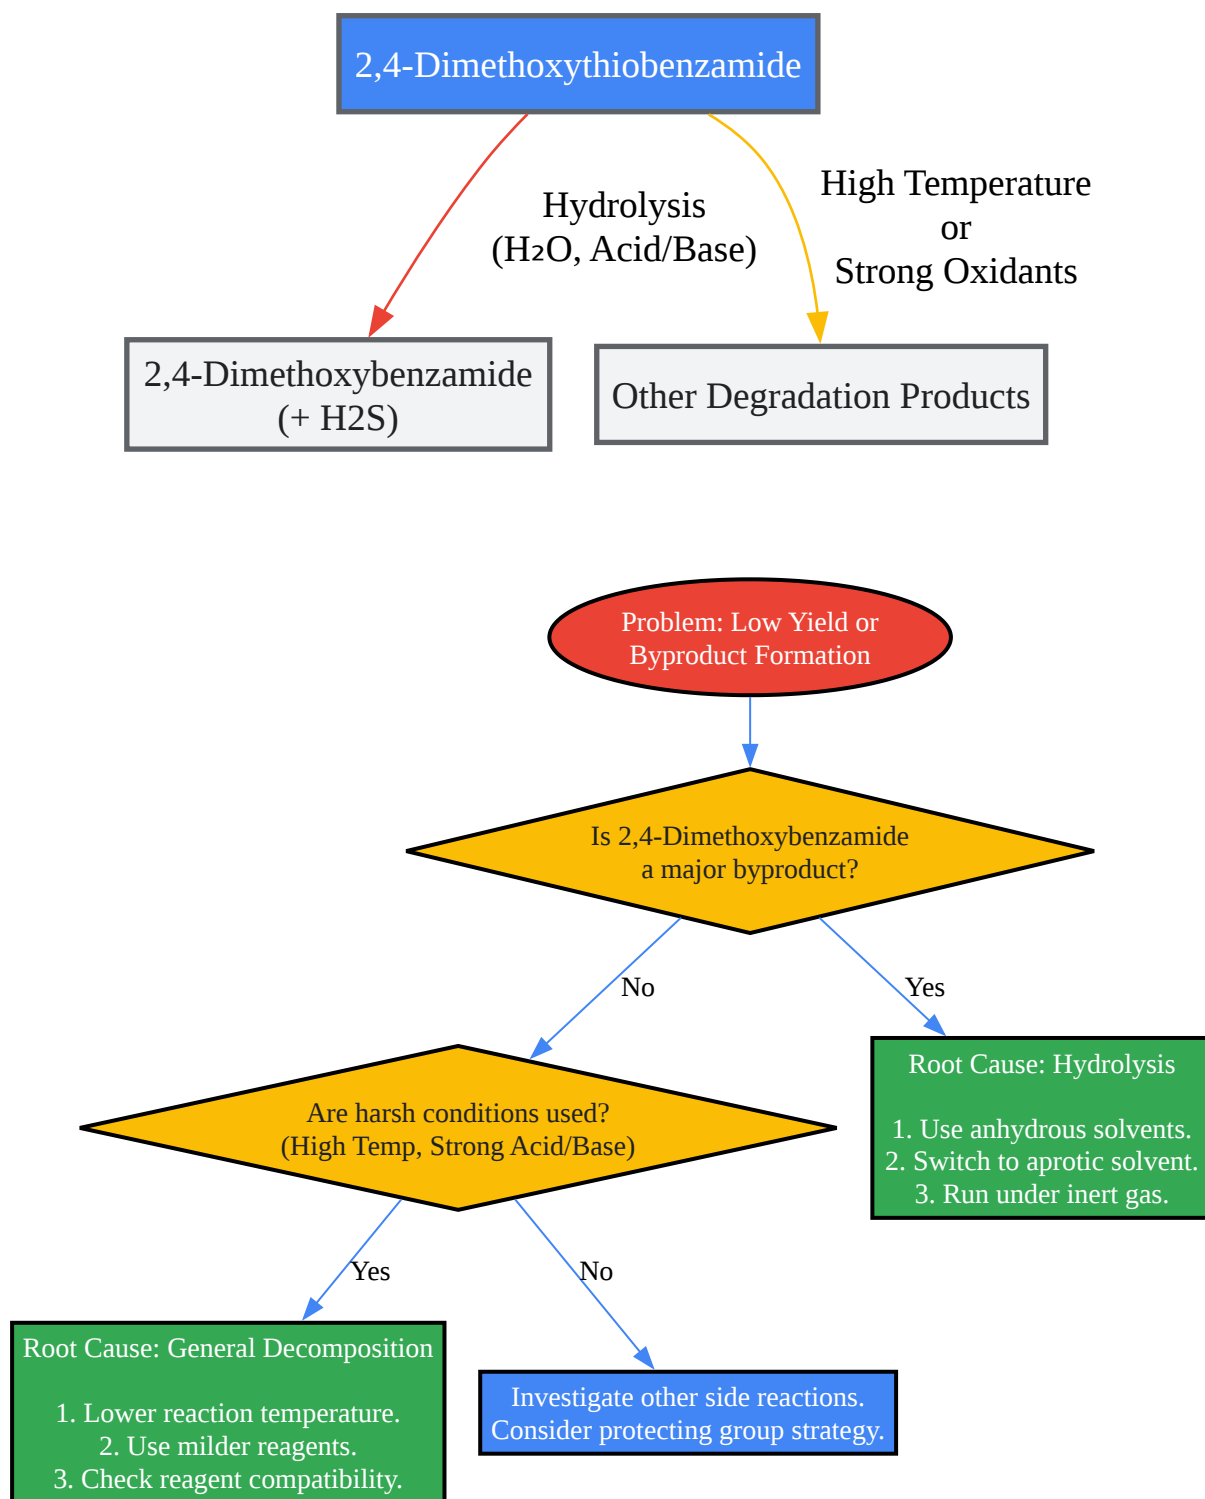 2,4-Dimethoxythiobenzamide
Hydrolysis
(H₂O, Acid/Base)
High Temperature
or
Strong Oxidants
2,4-Dimethoxybenzamide
(+ H2S)
Other Degradation Products
Problem: Low Yield or
Byproduct Formation
Is 2,4-Dimethoxybenzamide
a major byproduct?
No
Yes
Are harsh conditions used?
(High Temp, Strong Acid/Base)
Root Cause: Hydrolysis
1. Use anhydrous solvents.
2. Switch to aprotic solvent.
3. Run under inert gas.
Yes
No
Root Cause: General Decomposition
1. Lower reaction temperature.
2. Use milder reagents.
3. Check reagent compatibility.
Investigate other side reactions.
Consider protecting group strategy.